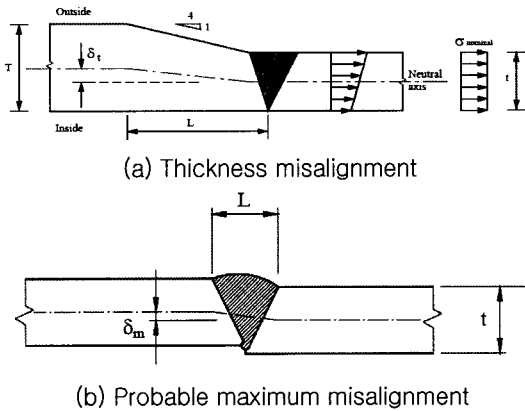 Outside
4
1
δt
T
σ nominal
Neutral
axis
t
L
Inside
(a) Thickness misalignment
L
δm
t
(b) Probable maximum misalignment